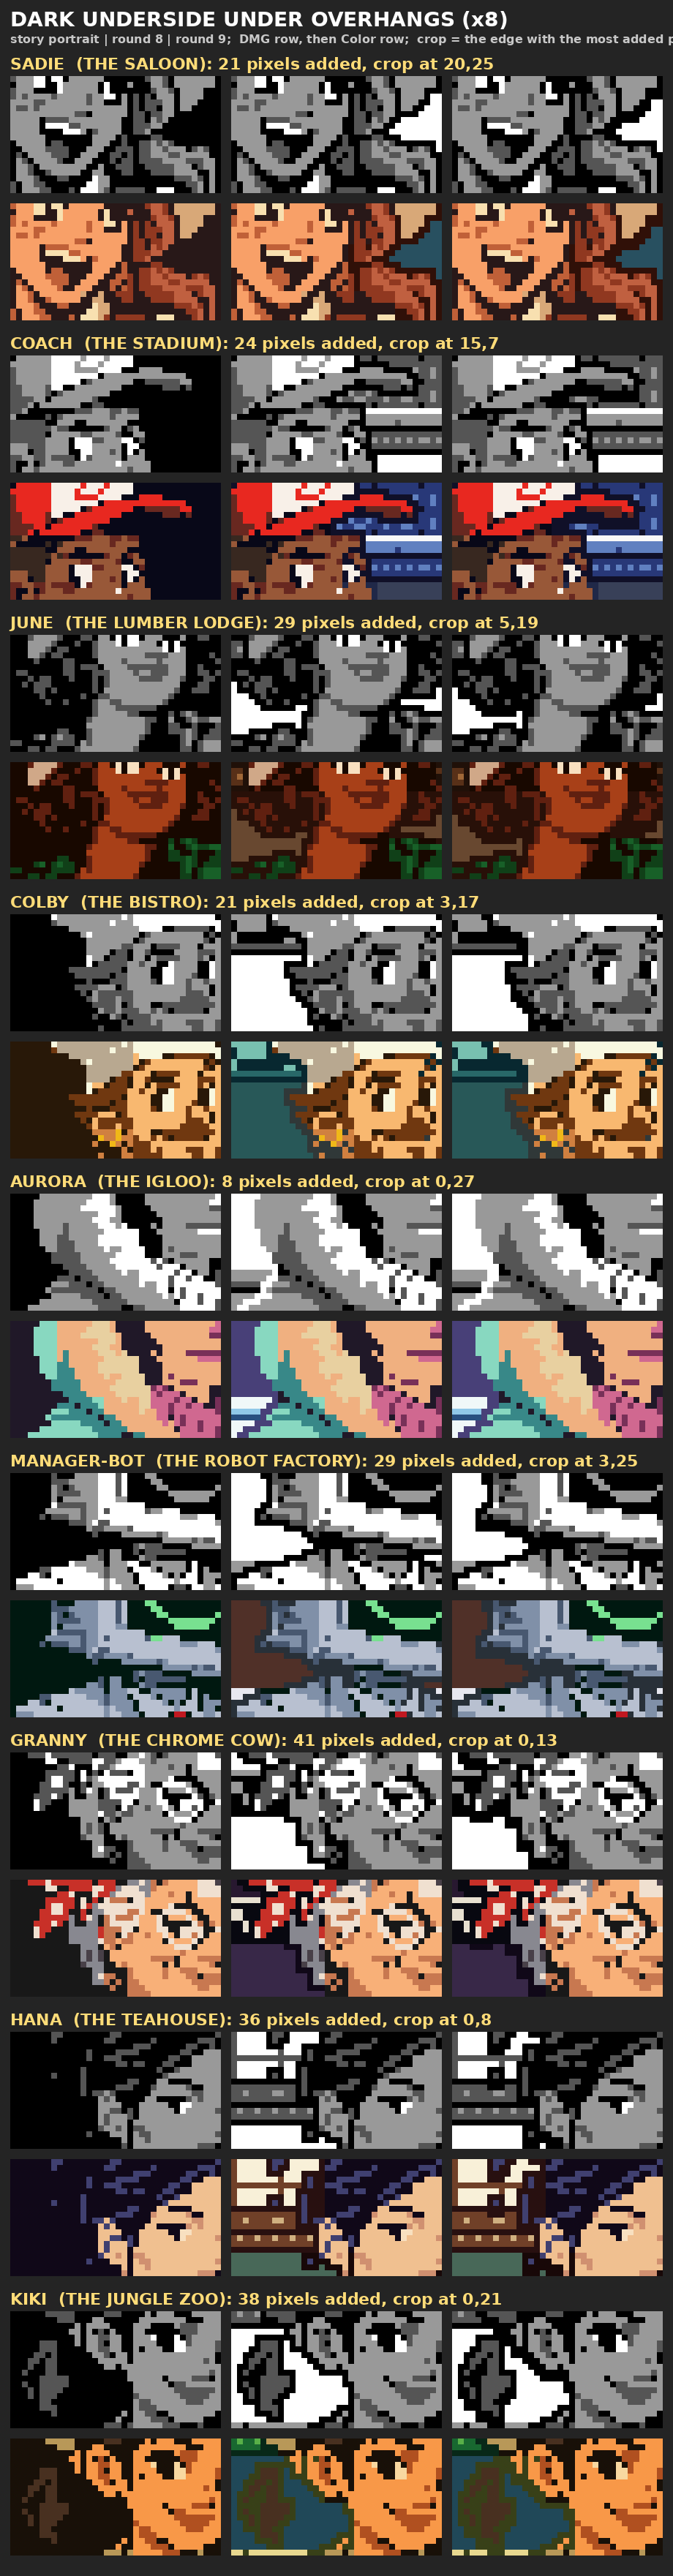 DARK UNDERSIDE UNDER OVERHANGS (x8)
story portrait | round 8 | round 9;  DMG row, then Color row;  crop = the edge with the most added p
SADIE  (THE SALOON): 21 pixels added, crop at 20,25
COACH  (THE STADIUM): 24 pixels added, crop at 15,7
JUNE  (THE LUMBER LODGE): 29 pixels added, crop at 5,19
COLBY  (THE BISTRO): 21 pixels added, crop at 3,17
AURORA  (THE IGLOO): 8 pixels added, crop at 0,27
MANAGER-BOT  (THE ROBOT FACTORY): 29 pixels added, crop at 3,25
GRANNY  (THE CHROME COW): 41 pixels added, crop at 0,13
HANA  (THE TEAHOUSE): 36 pixels added, crop at 0,8
KIKI  (THE JUNGLE ZOO): 38 pixels added, crop at 0,21